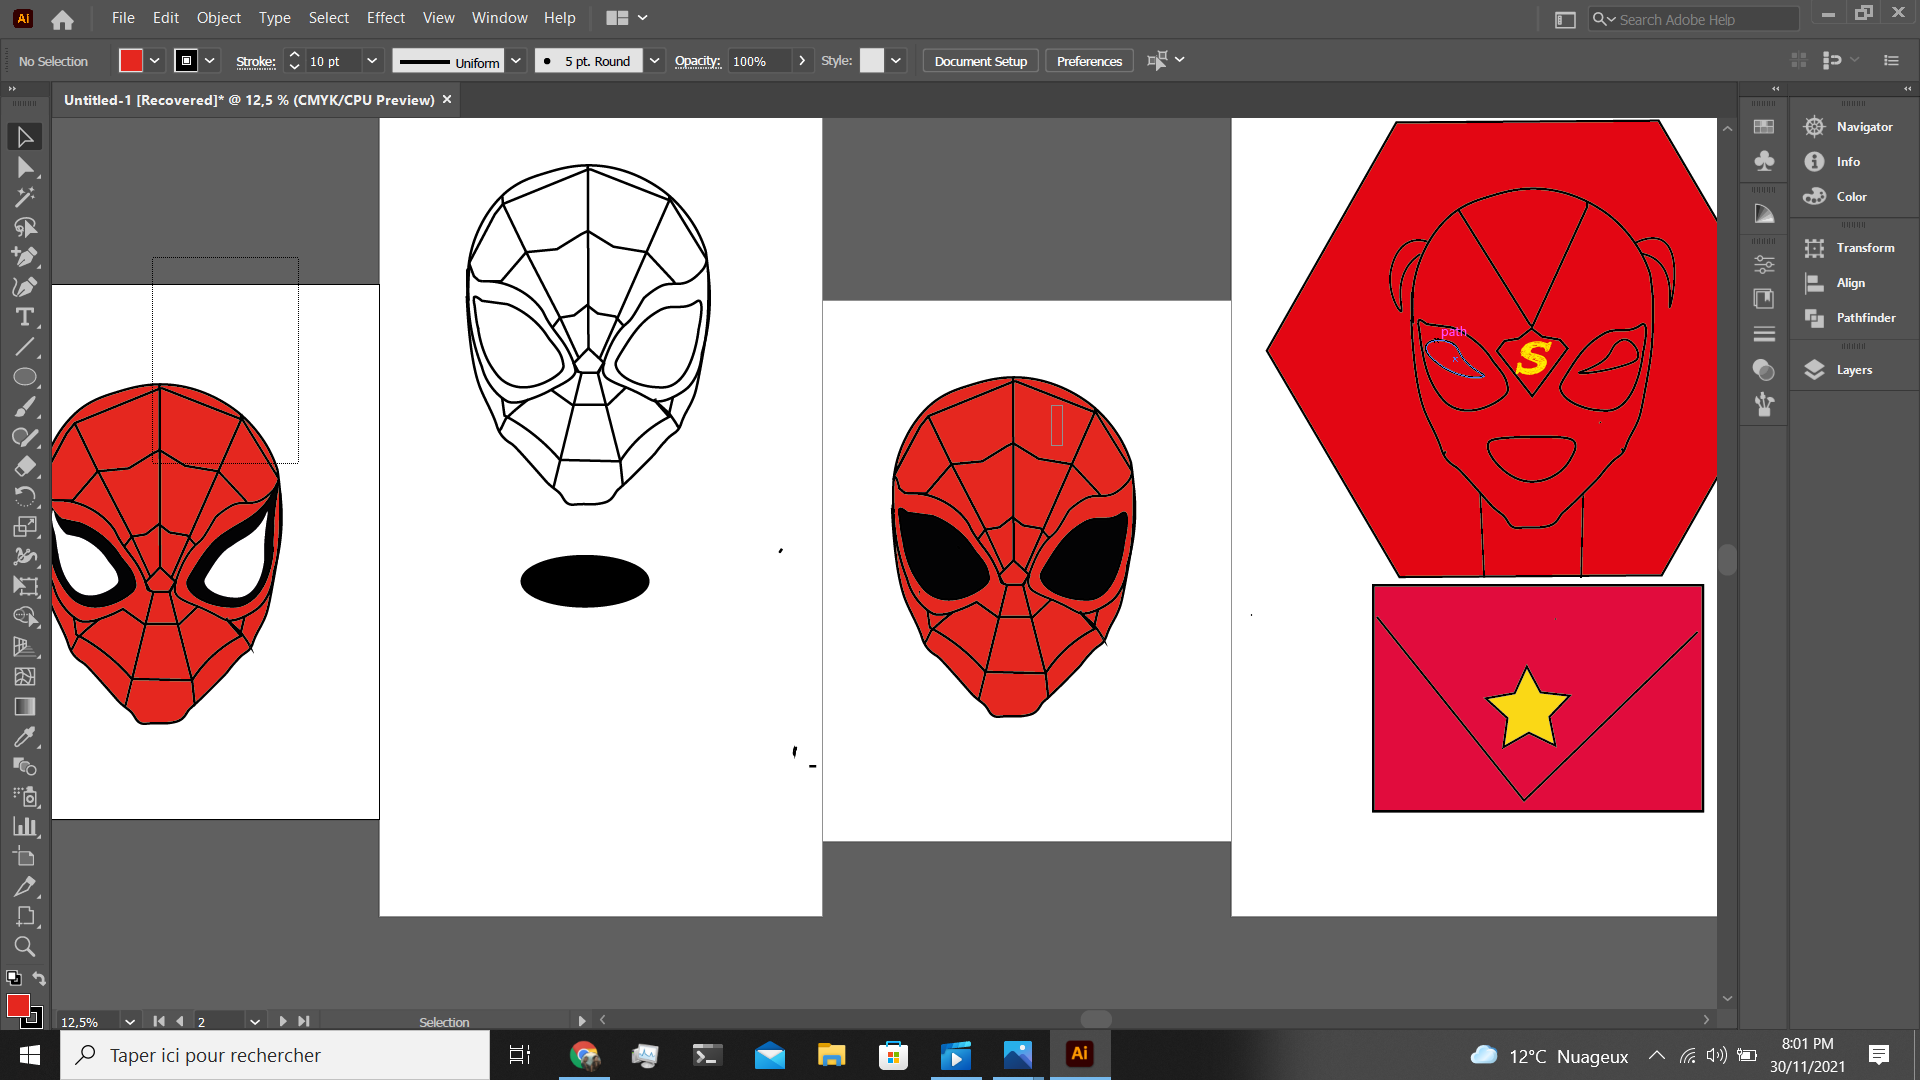 Ai File Edit Object Type Select Effect View Window Help Search Adobe Help
No Selection Stroke: 10 pt Uniform 5 pt. Round Opacity: 100% Style: Document Setup Preferences
Untitled-1 [Recovered]* @ 12,5 % (CMYK/CPU Preview) ×
Navigator
Info
Color
Transform
Align
Pathfinder
Layers
path
S
12,5% 2 Selection
Taper ici pour rechercher
Ai
12°C Nuageux
8:01 PM
30/11/2021